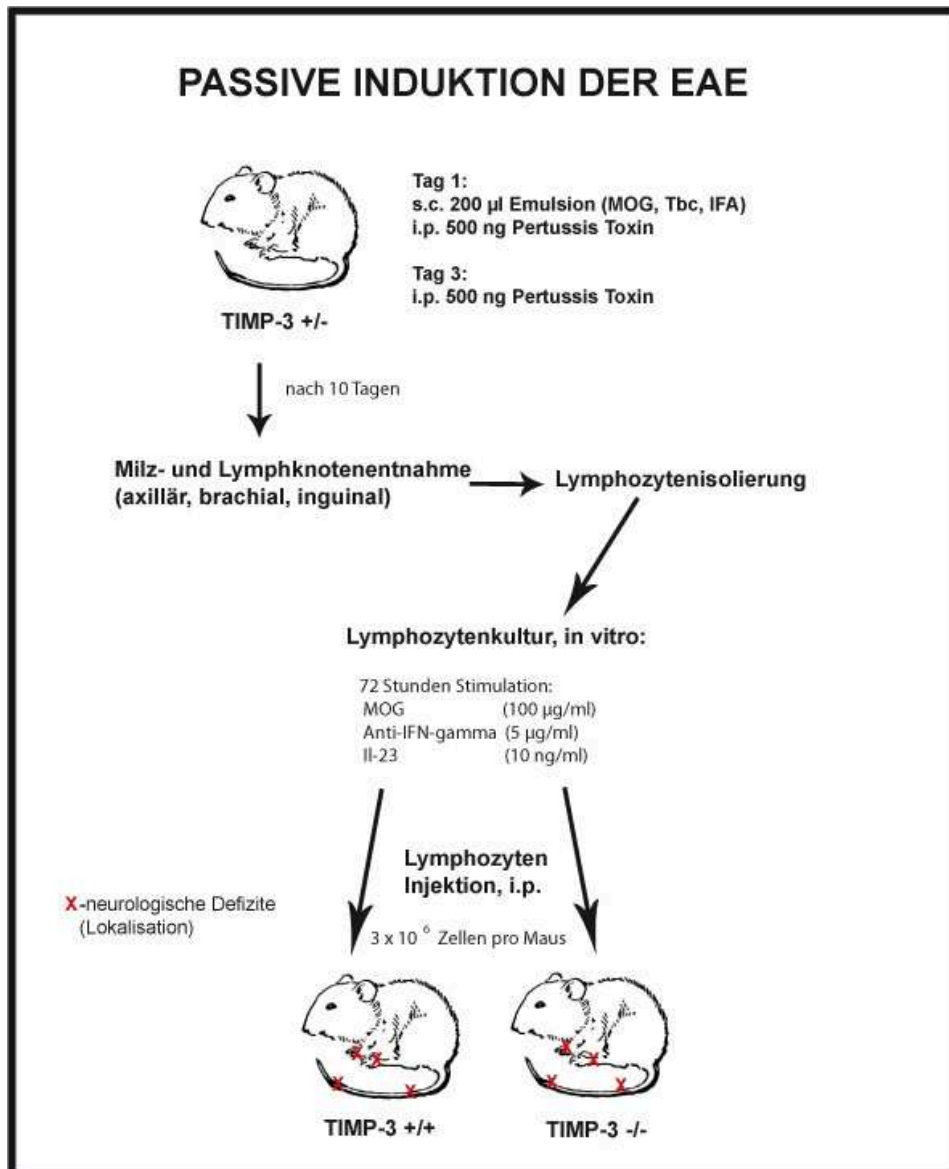 PASSIVE INDUKTION DER EAE
Tag 1:
s.c. 200 µl Emulsion (MOG, Tbc, IFA)
i.p. 500 ng Pertussis Toxin
Tag 3:
i.p. 500 ng Pertussis Toxin
TIMP-3 +/-
nach 10 Tagen
Milz- und Lymphknotenentnahme
(axillär, brachial, inguinal)
Lymphozytenisolierung
Lymphozytenkultur, in vitro:
72 Stunden Stimulation:
MOG (100 µg/ml)
Anti-IFN-gamma (5 µg/ml)
Il-23 (10 ng/ml)
Lymphozyten
Injektion, i.p.
X-neurologische Defizite
(Lokalisation)
3 x 10 ⁶ Zellen pro Maus
X X X X
X X X X
TIMP-3 +/+ TIMP-3 -/-